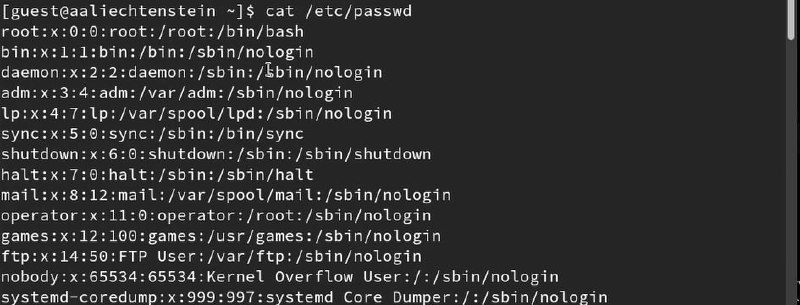 [guest@aaliechtenstein ~]$ cat /etc/passwd
root:x:0:0:root:/root:/bin/bash
bin:x:1:1:bin:/bin:/sbin/nologin
daemon:x:2:2:daemon:/sbin:/sbin/nologin
adm:x:3:4:adm:/var/adm:/sbin/nologin
lp:x:4:7:lp:/var/spool/lpd:/sbin/nologin
sync:x:5:0:sync:/sbin:/bin/sync
shutdown:x:6:0:shutdown:/sbin:/sbin/shutdown
halt:x:7:0:halt:/sbin:/sbin/halt
mail:x:8:12:mail:/var/spool/mail:/sbin/nologin
operator:x:11:0:operator:/root:/sbin/nologin
games:x:12:100:games:/usr/games:/sbin/nologin
ftp:x:14:50:FTP User:/var/ftp:/sbin/nologin
nobody:x:65534:65534:Kernel Overflow User:/:/sbin/nologin
systemd-coredump:x:999:997:systemd Core Dumper:/:/sbin/nologin